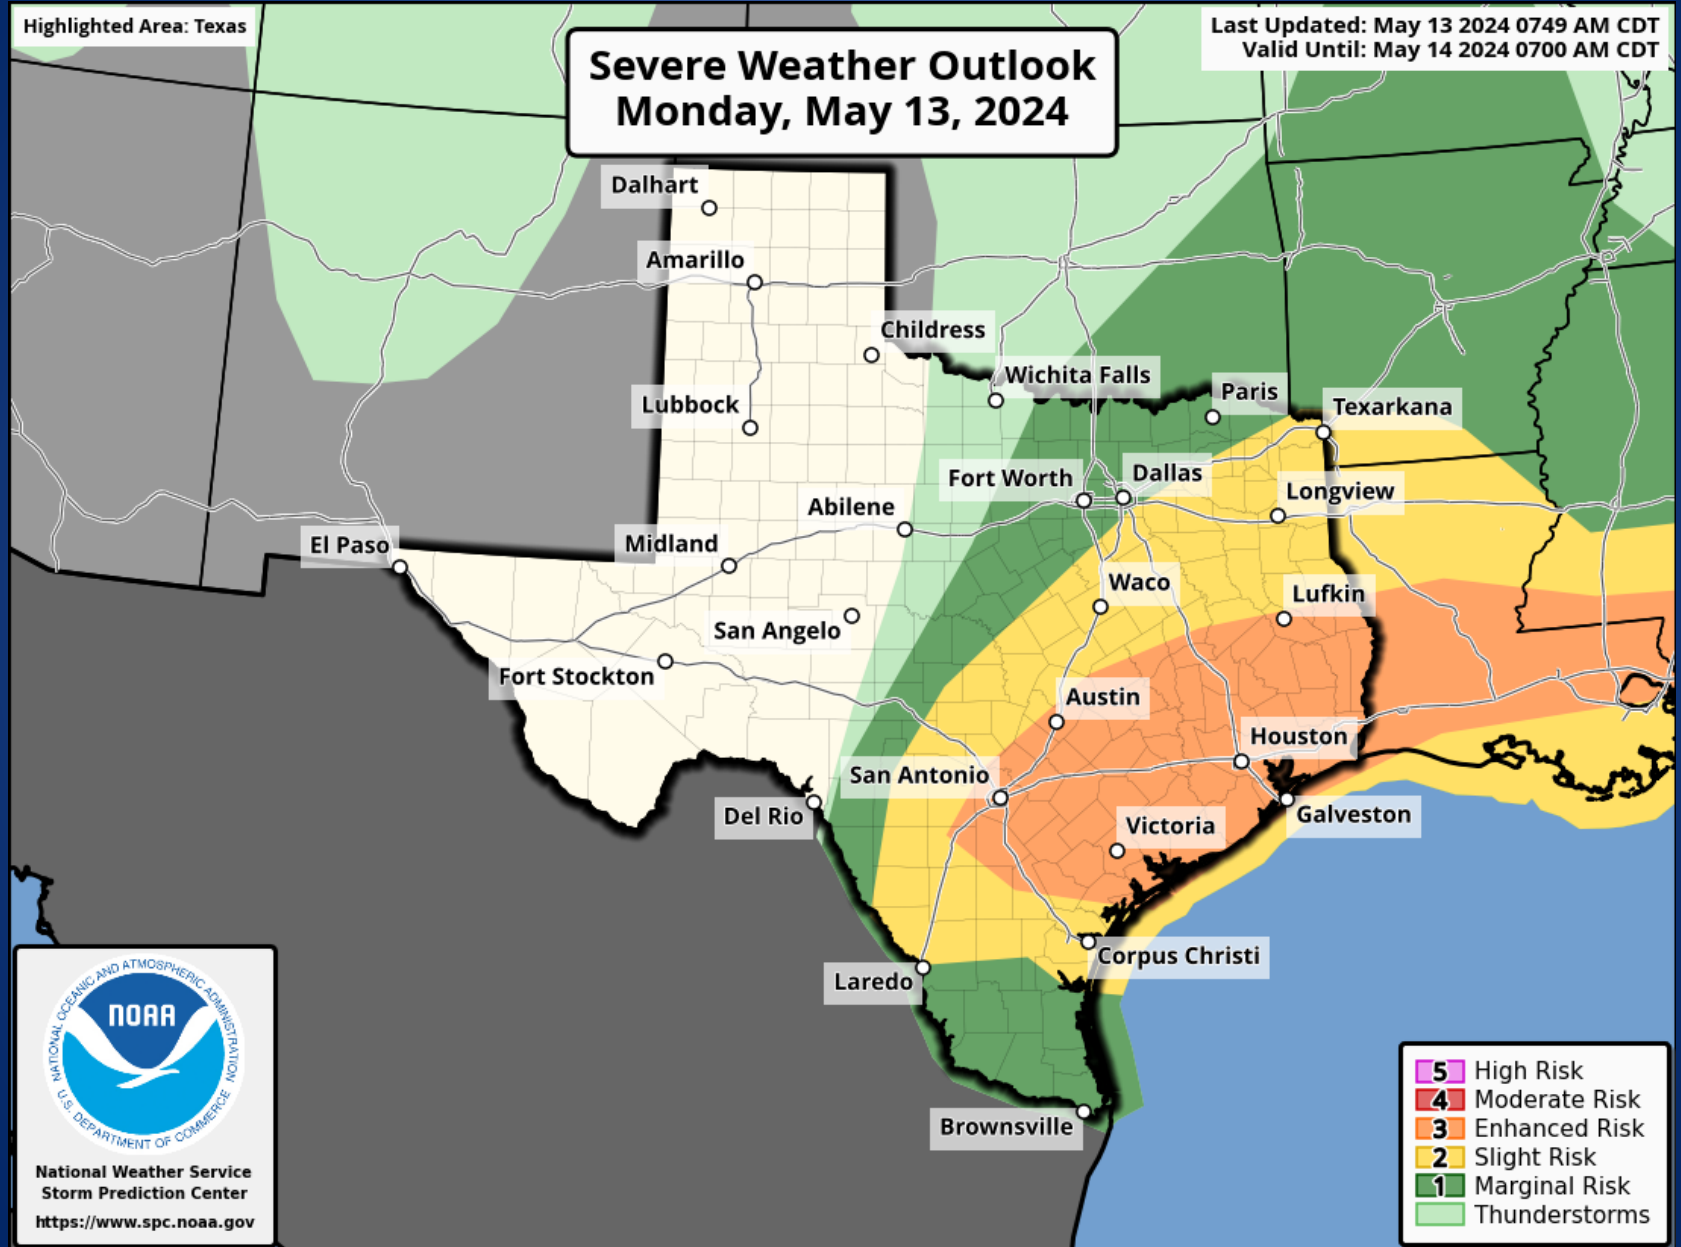 Highlighted Area: Texas
Severe Weather Outlook
Monday, May 13, 2024
Last Updated: May 13 2024 0749 AM CDT
Valid Until: May 14 2024 0700 AM CDT
Dalhart
Amarillo
Childress
Wichita Falls
Paris
Texarkana
Lubbock
Fort Worth
Dallas
Longview
Abilene
El Paso
Midland
Waco
Lufkin
San Angelo
Fort Stockton
Austin
Houston
San Antonio
Del Rio
Victoria
Galveston
Corpus Christi
Laredo
Brownsville
NATIONAL OCEANIC AND ATMOSPHERIC ADMINISTRATION
NOAA
U.S. DEPARTMENT OF COMMERCE
National Weather Service
Storm Prediction Center
https://www.spc.noaa.gov
5 High Risk
4 Moderate Risk
3 Enhanced Risk
2 Slight Risk
1 Marginal Risk
Thunderstorms